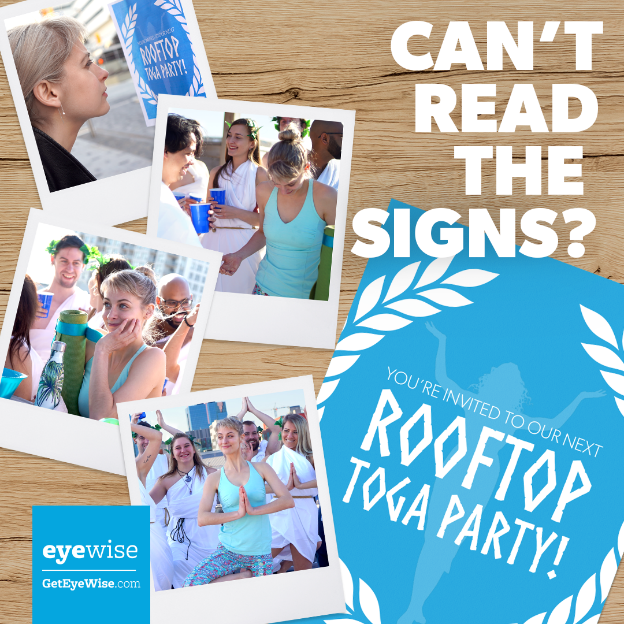 CAN'T
READ
THE
SIGNS?
ROOFTOP
TOGA PARTY!
YOU'RE INVITED TO OUR NEXT
ROOFTOP
TOGA PARTY!
eyewise
GetEyeWise.com